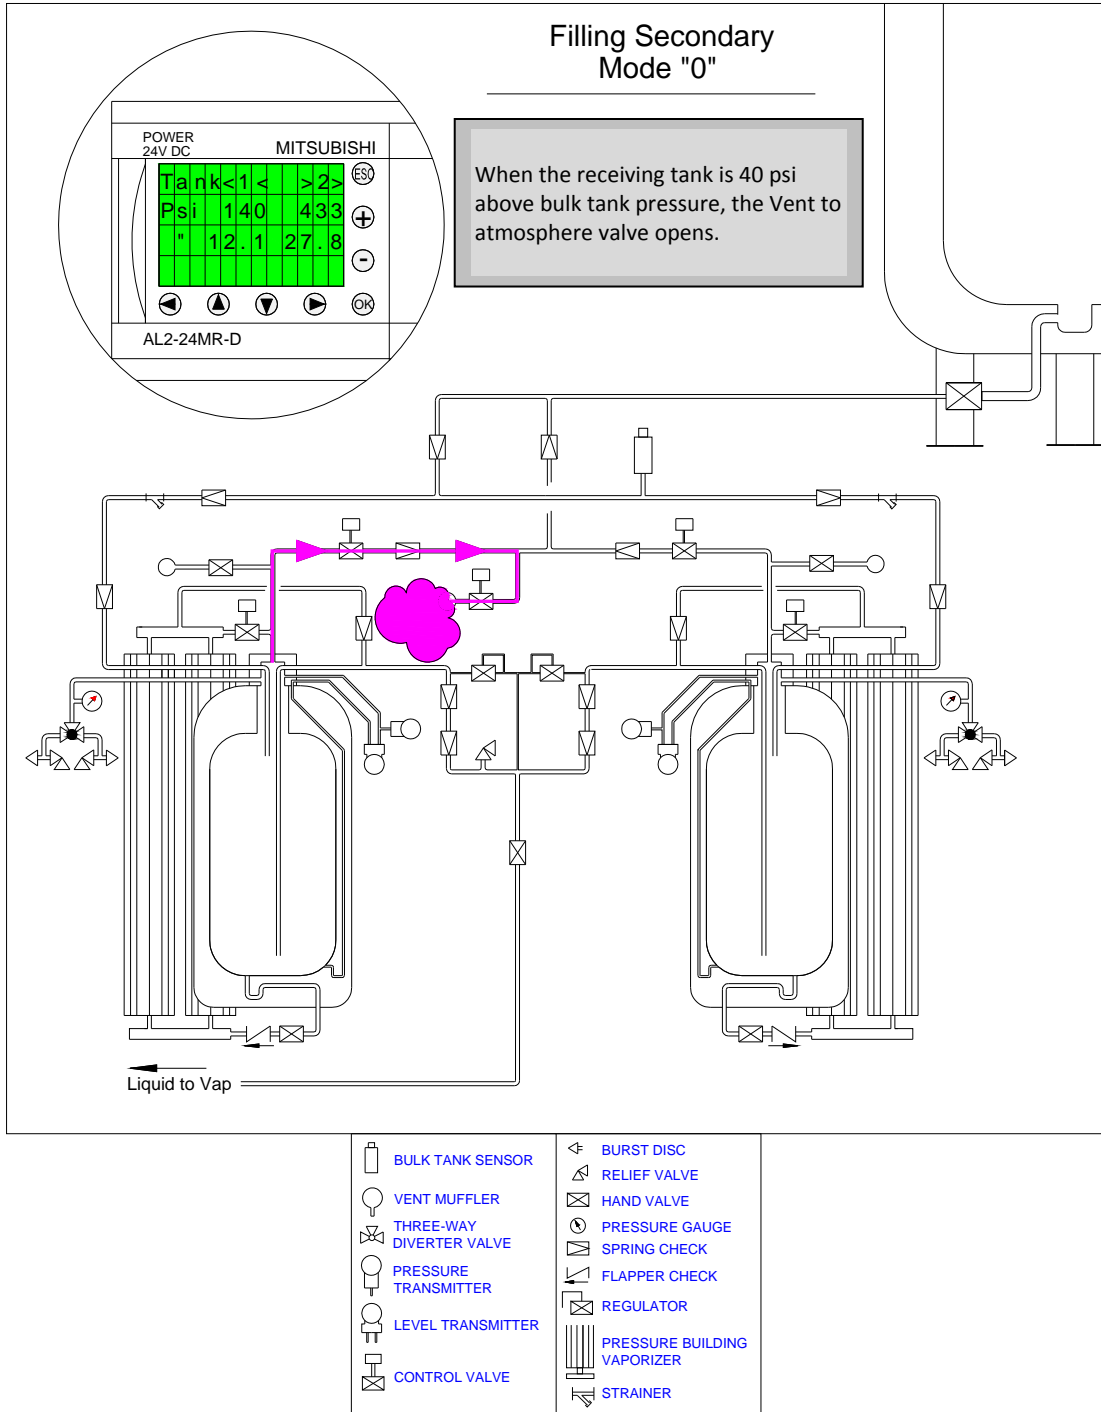 Filling Secondary
Mode "0"
POWER
24V DC
MITSUBISHI
Tank<1< >2>
Psi 140 433
" 12.1 27.8
ESC
+
-
OK
AL2-24MR-D
When the receiving tank is 40 psi
above bulk tank pressure, the Vent to
atmosphere valve opens.
Liquid to Vap
BULK TANK SENSOR
VENT MUFFLER
THREE-WAY
DIVERTER VALVE
PRESSURE
TRANSMITTER
LEVEL TRANSMITTER
CONTROL VALVE
BURST DISC
RELIEF VALVE
HAND VALVE
PRESSURE GAUGE
SPRING CHECK
FLAPPER CHECK
REGULATOR
PRESSURE BUILDING
VAPORIZER
STRAINER